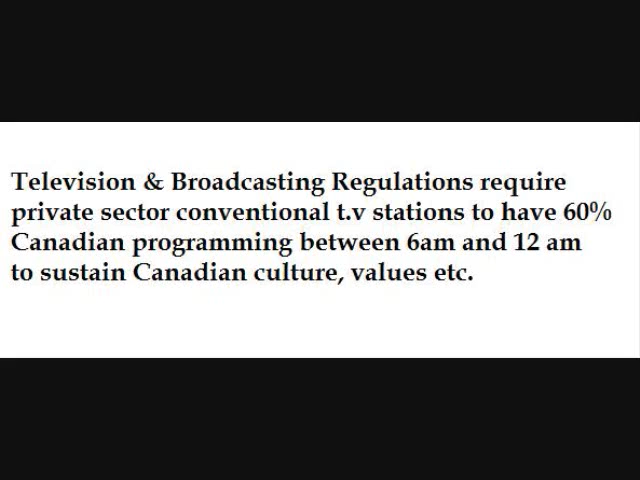 Television & Broadcasting Regulations require
private sector conventional t.v stations to have 60%
Canadian programming between 6am and 12 am
to sustain Canadian culture, values etc.